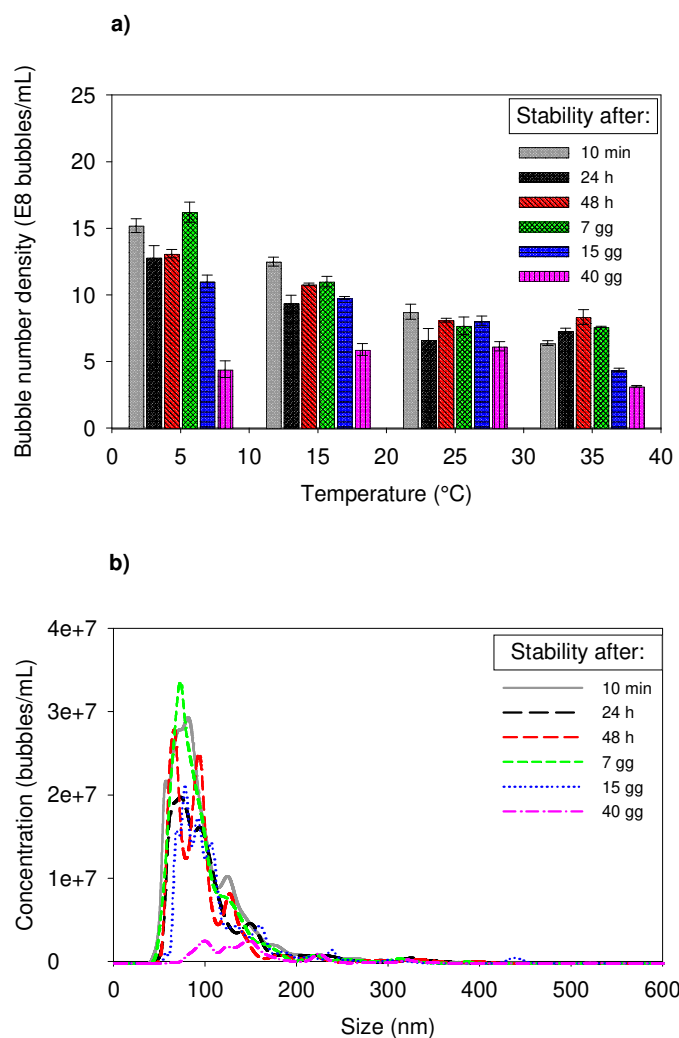 a)
Bubble number density (E8 bubbles/mL)
25
20
15
10
5
0
Stability after:
10 min
24 h
48 h
7 gg
15 gg
40 gg
0 5 10 15 20 25 30 35 40
Temperature (°C)
b)
Concentration (bubbles/mL)
4e+7
3e+7
2e+7
1e+7
0
Stability after:
10 min
24 h
48 h
7 gg
15 gg
40 gg
0 100 200 300 400 500 600
Size (nm)